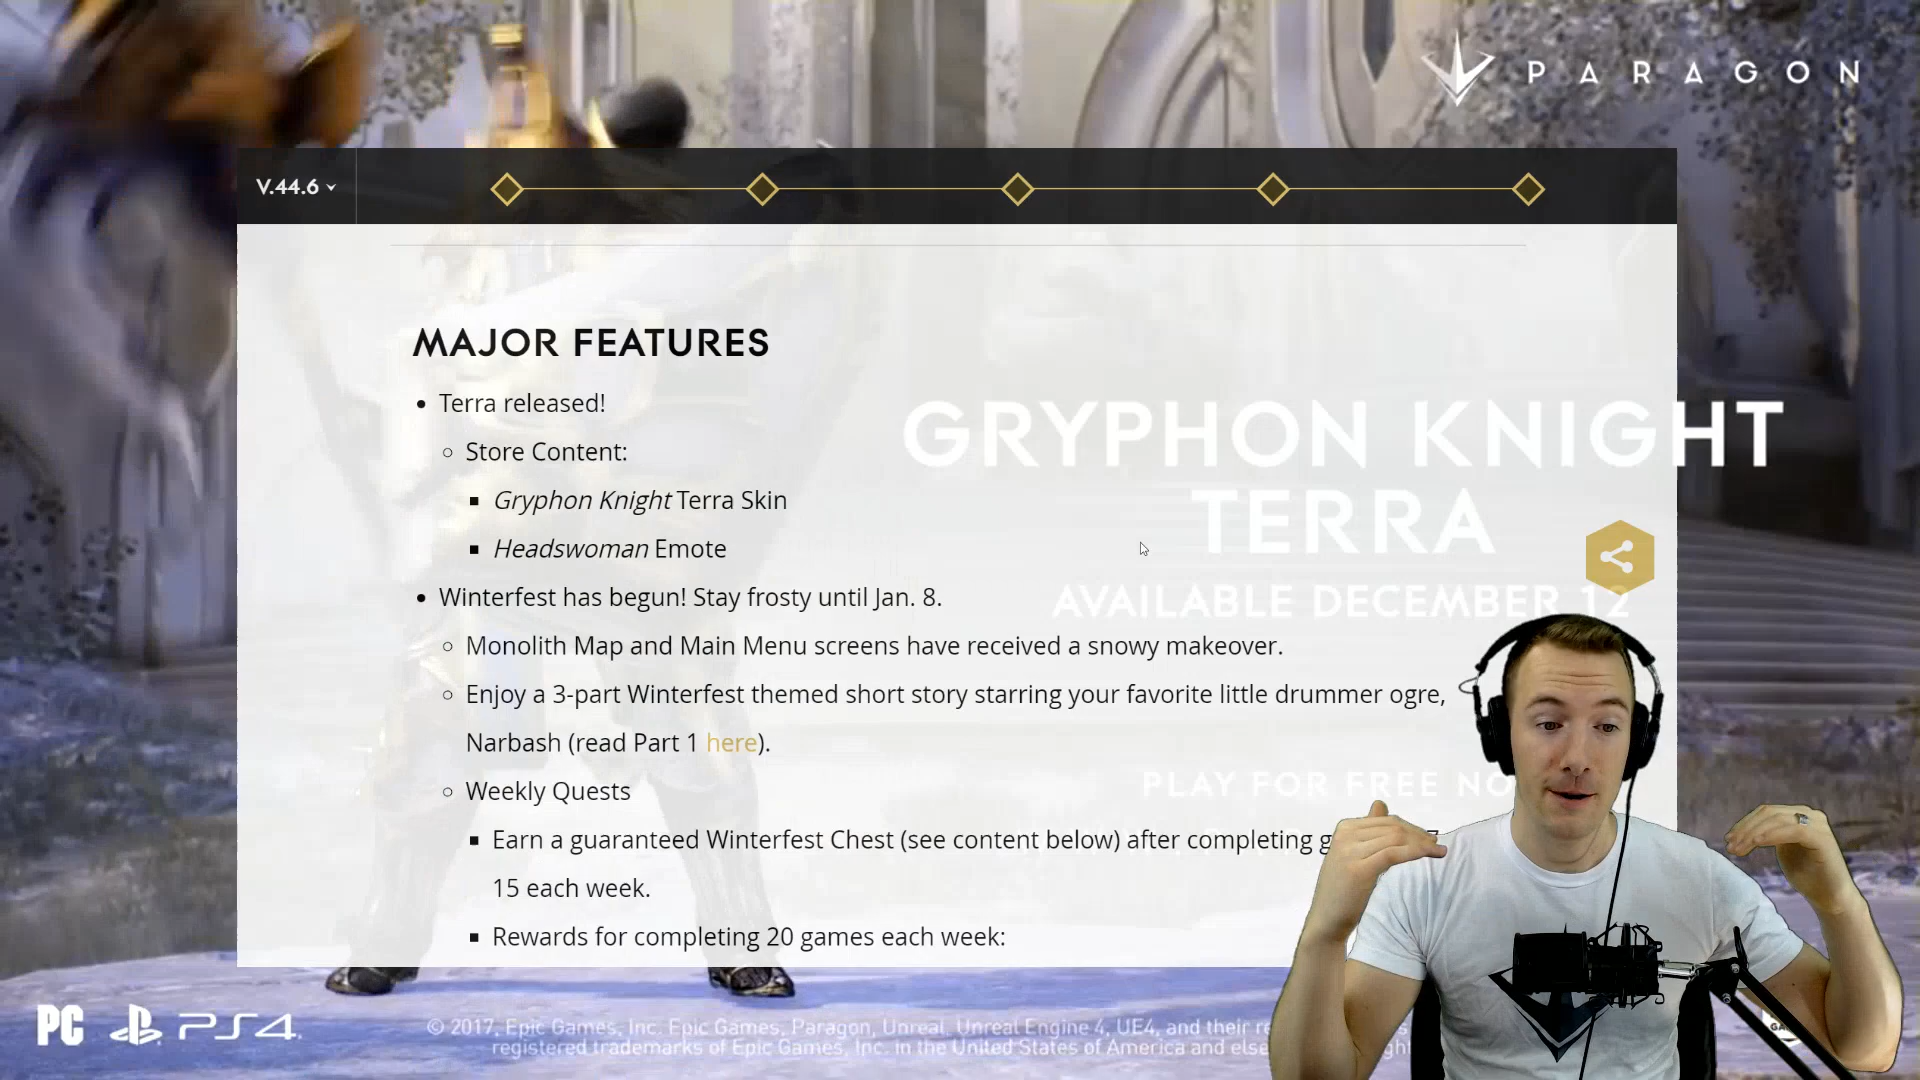 PARAGON
V.44.6
MAJOR FEATURES
Terra released!
Store Content:
Gryphon Knight Terra Skin
Headswoman Emote
Winterfest has begun! Stay frosty until Jan. 8.
Monolith Map and Main Menu screens have received a snowy makeover.
Enjoy a 3-part Winterfest themed short story starring your favorite little drummer ogre,
Narbash (read Part 1 here).
Weekly Quests
Earn a guaranteed Winterfest Chest (see content below) after completing
15 each week.
Rewards for completing 20 games each week:
GRYPHON KNIGHT
TERRA
AVAILABLE DECEMBER 12
PLAY FOR FREE
PC PS4
© 2017, Epic Games, Inc. Epic Games, Paragon, Unreal, Unreal Engine 4, UE4, and their
registered trademarks of Epic Games, Inc. in the United States of America and